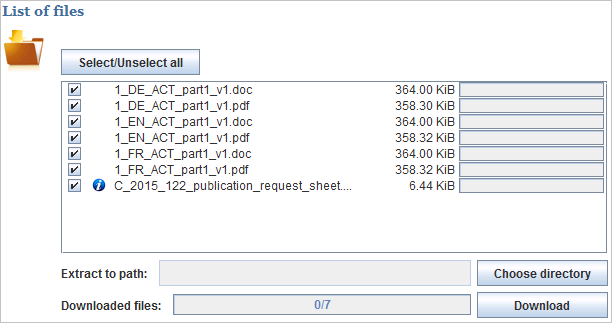 List of files
Select/Unselect all
1_DE_ACT_part1_v1.doc 364.00 KiB
1_DE_ACT_part1_v1.pdf 358.30 KiB
1_EN_ACT_part1_v1.doc 364.00 KiB
1_EN_ACT_part1_v1.pdf 358.32 KiB
1_FR_ACT_part1_v1.doc 364.00 KiB
1_FR_ACT_part1_v1.pdf 358.32 KiB
C_2015_122_publication_request_sheet.... 6.44 KiB
Extract to path: Choose directory
Downloaded files: 0/7 Download